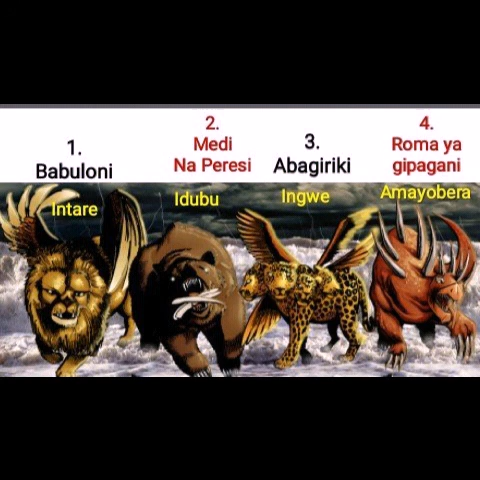 1.
Babuloni
2.
Medi
Na Peresi
3.
Abagiriki
4.
Roma ya
gipagani
Intare
Idubu
Ingwe
Amayobera